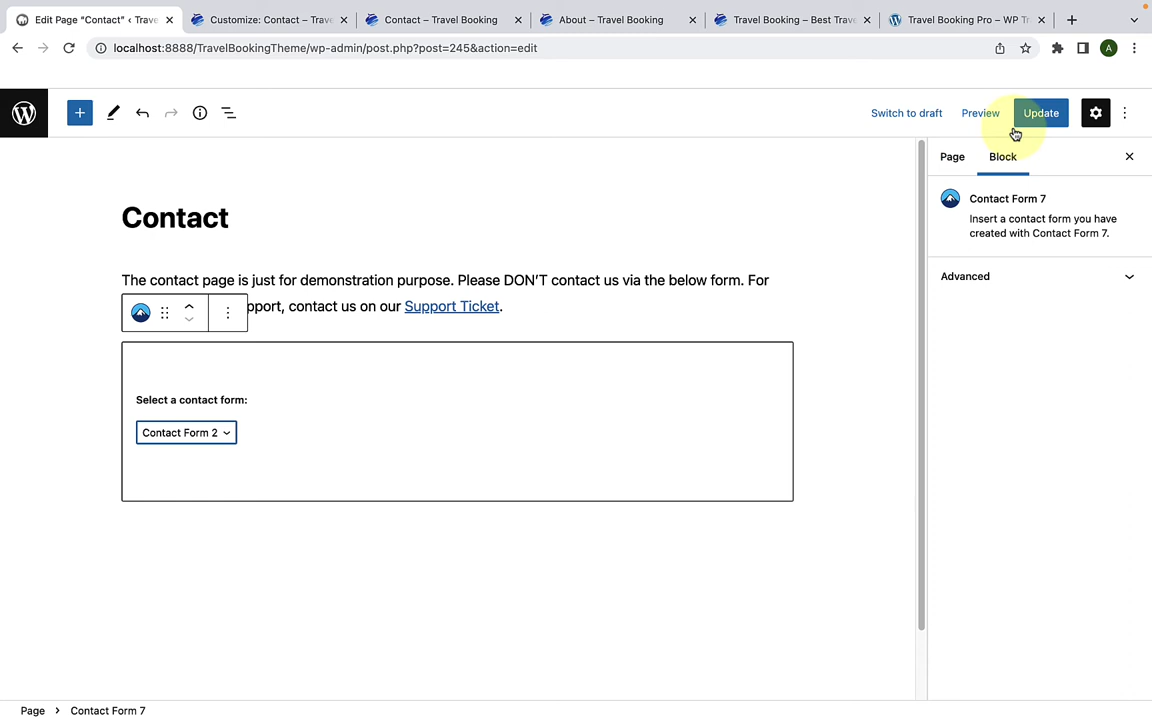 Edit Page "Contact" ‹ Trave
Customize: Contact – Trave
Contact – Travel Booking
About – Travel Booking
Travel Booking – Best Trave
Travel Booking Pro – WP Tr
localhost:8888/TravelBookingTheme/wp-admin/post.php?post=245&action=edit
A
Switch to draft
Preview
Update
Page
Block
Contact Form 7
Insert a contact form you have
created with Contact Form 7.
Advanced
Contact
The contact page is just for demonstration purpose. Please DON'T contact us via the below form. For
pport, contact us on our Support Ticket.
Select a contact form:
Contact Form 2
Page > Contact Form 7